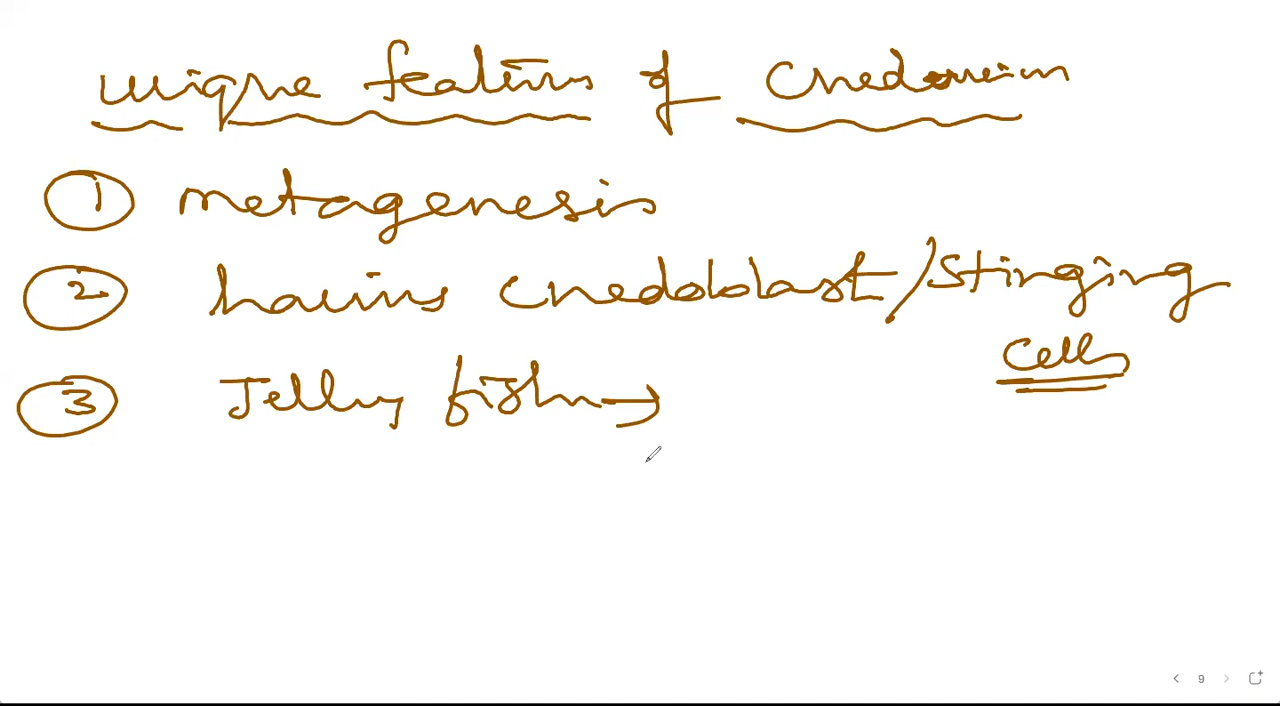 unique features of Cnedarian
① metagenesis
② having cnedoblast/stinging
cells
③ Jelly fish →
9